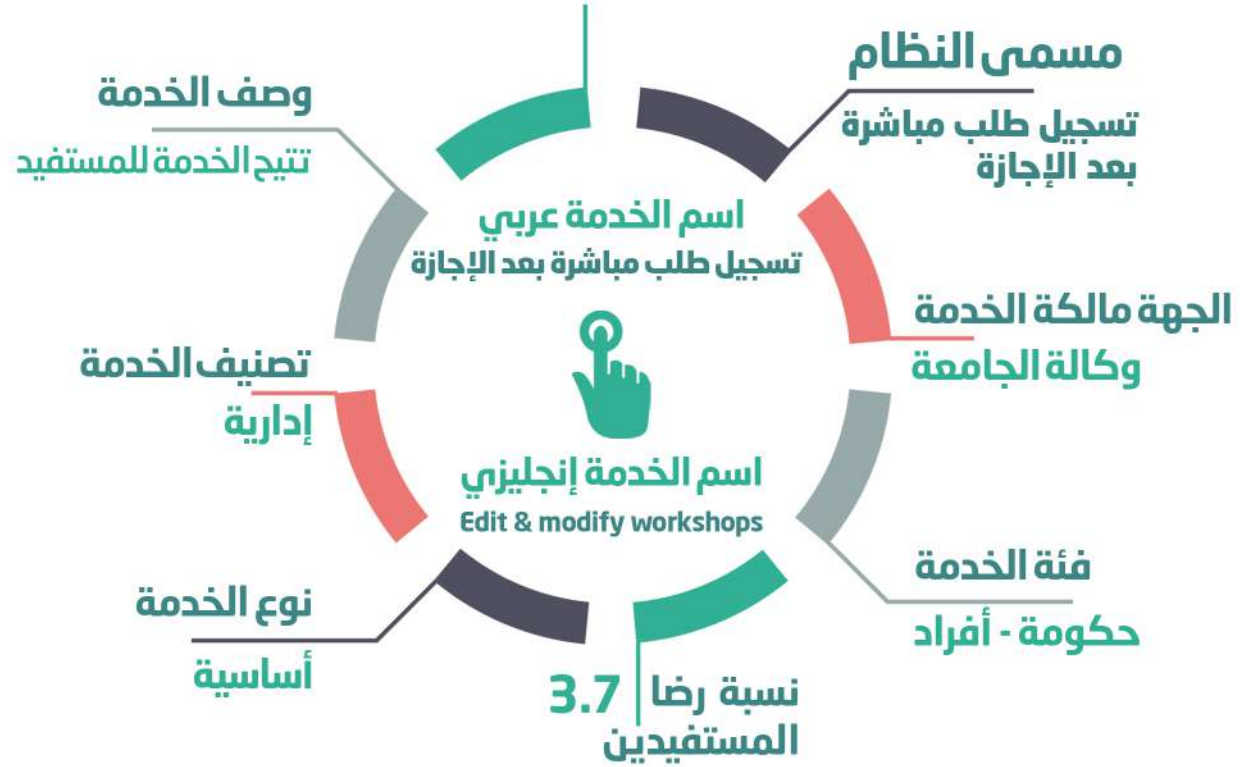 مسمى النظام
تسجيل طلب مباشرة
بعد الإجازة
الجهة مالكة الخدمة
وكالة الجامعة
فئة الخدمة
حكومة - أفراد
نسبة رضا 3.7
المستفيدين
نوع الخدمة
أساسية
تصنيف الخدمة
إدارية
وصف الخدمة
تتيح الخدمة للمستفيد
اسم الخدمة عربي
تسجيل طلب مباشرة بعد الإجازة
اسم الخدمة إنجليزي
Edit & modify workshops